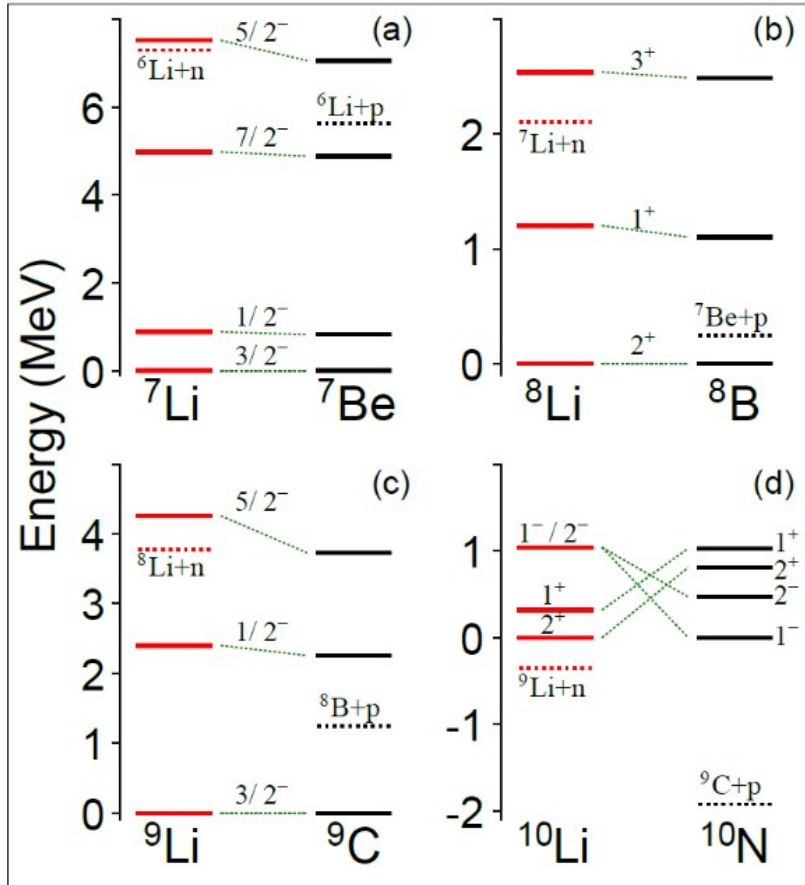 Energy (MeV)
(a)
6
4
2
0
5/2⁻
⁶Li+n
⁶Li+p
7/2⁻
1/2⁻
3/2⁻
⁷Li
⁷Be
(b)
2
1
0
3⁺
⁷Li+n
1⁺
⁷Be+p
2⁺
⁸Li
⁸B
(c)
4
3
2
1
0
5/2⁻
⁸Li+n
1/2⁻
⁸B+p
3/2⁻
⁹Li
⁹C
(d)
1
0
-1
-2
1⁻/2⁻
1⁺
2⁺
⁹Li+n
1⁺
2⁺
2⁻
1⁻
⁹C+p
¹⁰Li
¹⁰N